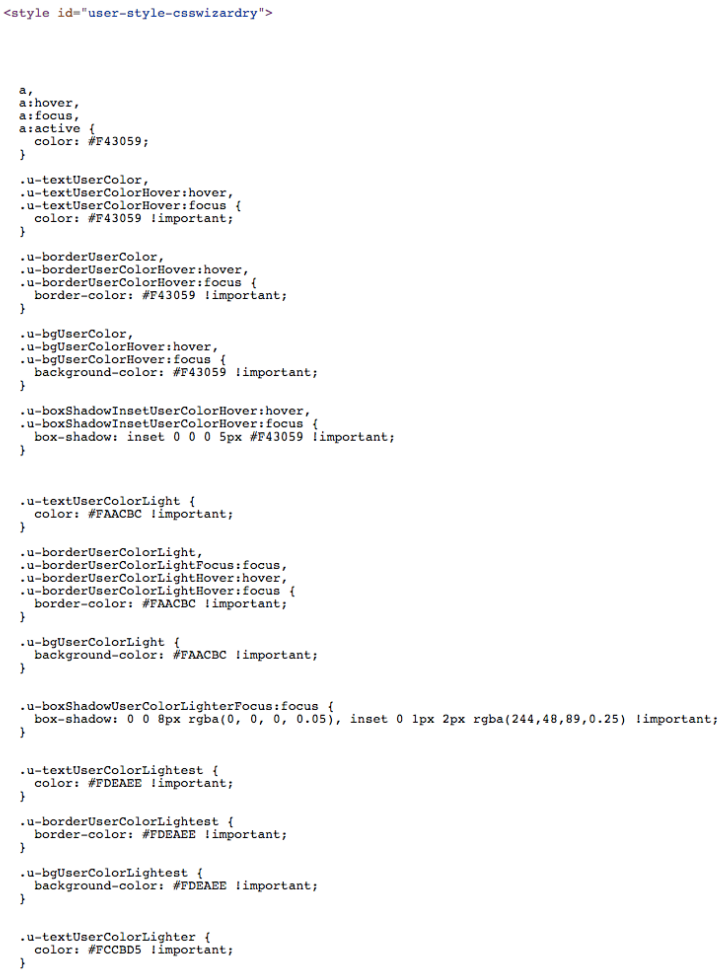 <style id="user-style-csswizardry">
a,
a:hover,
a:focus,
a:active {
color: #F43059;
}
.u-textUserColor,
.u-textUserColorHover:hover,
.u-textUserColorHover:focus {
color: #F43059 !important;
}
.u-borderUserColor,
.u-borderUserColorHover:hover,
.u-borderUserColorHover:focus {
border-color: #F43059 !important;
}
.u-bgUserColor,
.u-bgUserColorHover:hover,
.u-bgUserColorHover:focus {
background-color: #F43059 !important;
}
.u-boxShadowInsetUserColorHover:hover,
.u-boxShadowInsetUserColorHover:focus {
box-shadow: inset 0 0 0 5px #F43059 !important;
}
.u-textUserColorLight {
color: #FAACBC !important;
}
.u-borderUserColorLight,
.u-borderUserColorLightFocus:focus,
.u-borderUserColorLightHover:hover,
.u-borderUserColorLightHover:focus {
border-color: #FAACBC !important;
}
.u-bgUserColorLight {
background-color: #FAACBC !important;
}
.u-boxShadowUserColorLighterFocus:focus {
box-shadow: 0 0 8px rgba(0, 0, 0, 0.05), inset 0 1px 2px rgba(244,48,89,0.25) !important;
}
.u-textUserColorLightest {
color: #FDEAEE !important;
}
.u-borderUserColorLightest {
border-color: #FDEAEE !important;
}
.u-bgUserColorLightest {
background-color: #FDEAEE !important;
}
.u-textUserColorLighter {
color: #FCCBD5 !important;
}